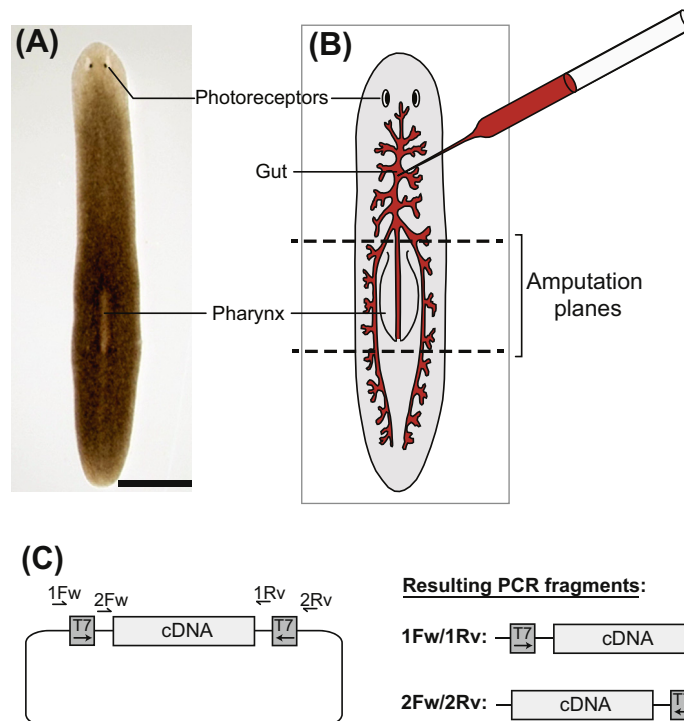 (A)
(B)
Photoreceptors
Gut
Pharynx
Amputation
planes
(C)
1Fw
2Fw
1Rv
2Rv
T7
cDNA
T7
Resulting PCR fragments:
1Fw/1Rv:
T7
cDNA
2Fw/2Rv:
cDNA